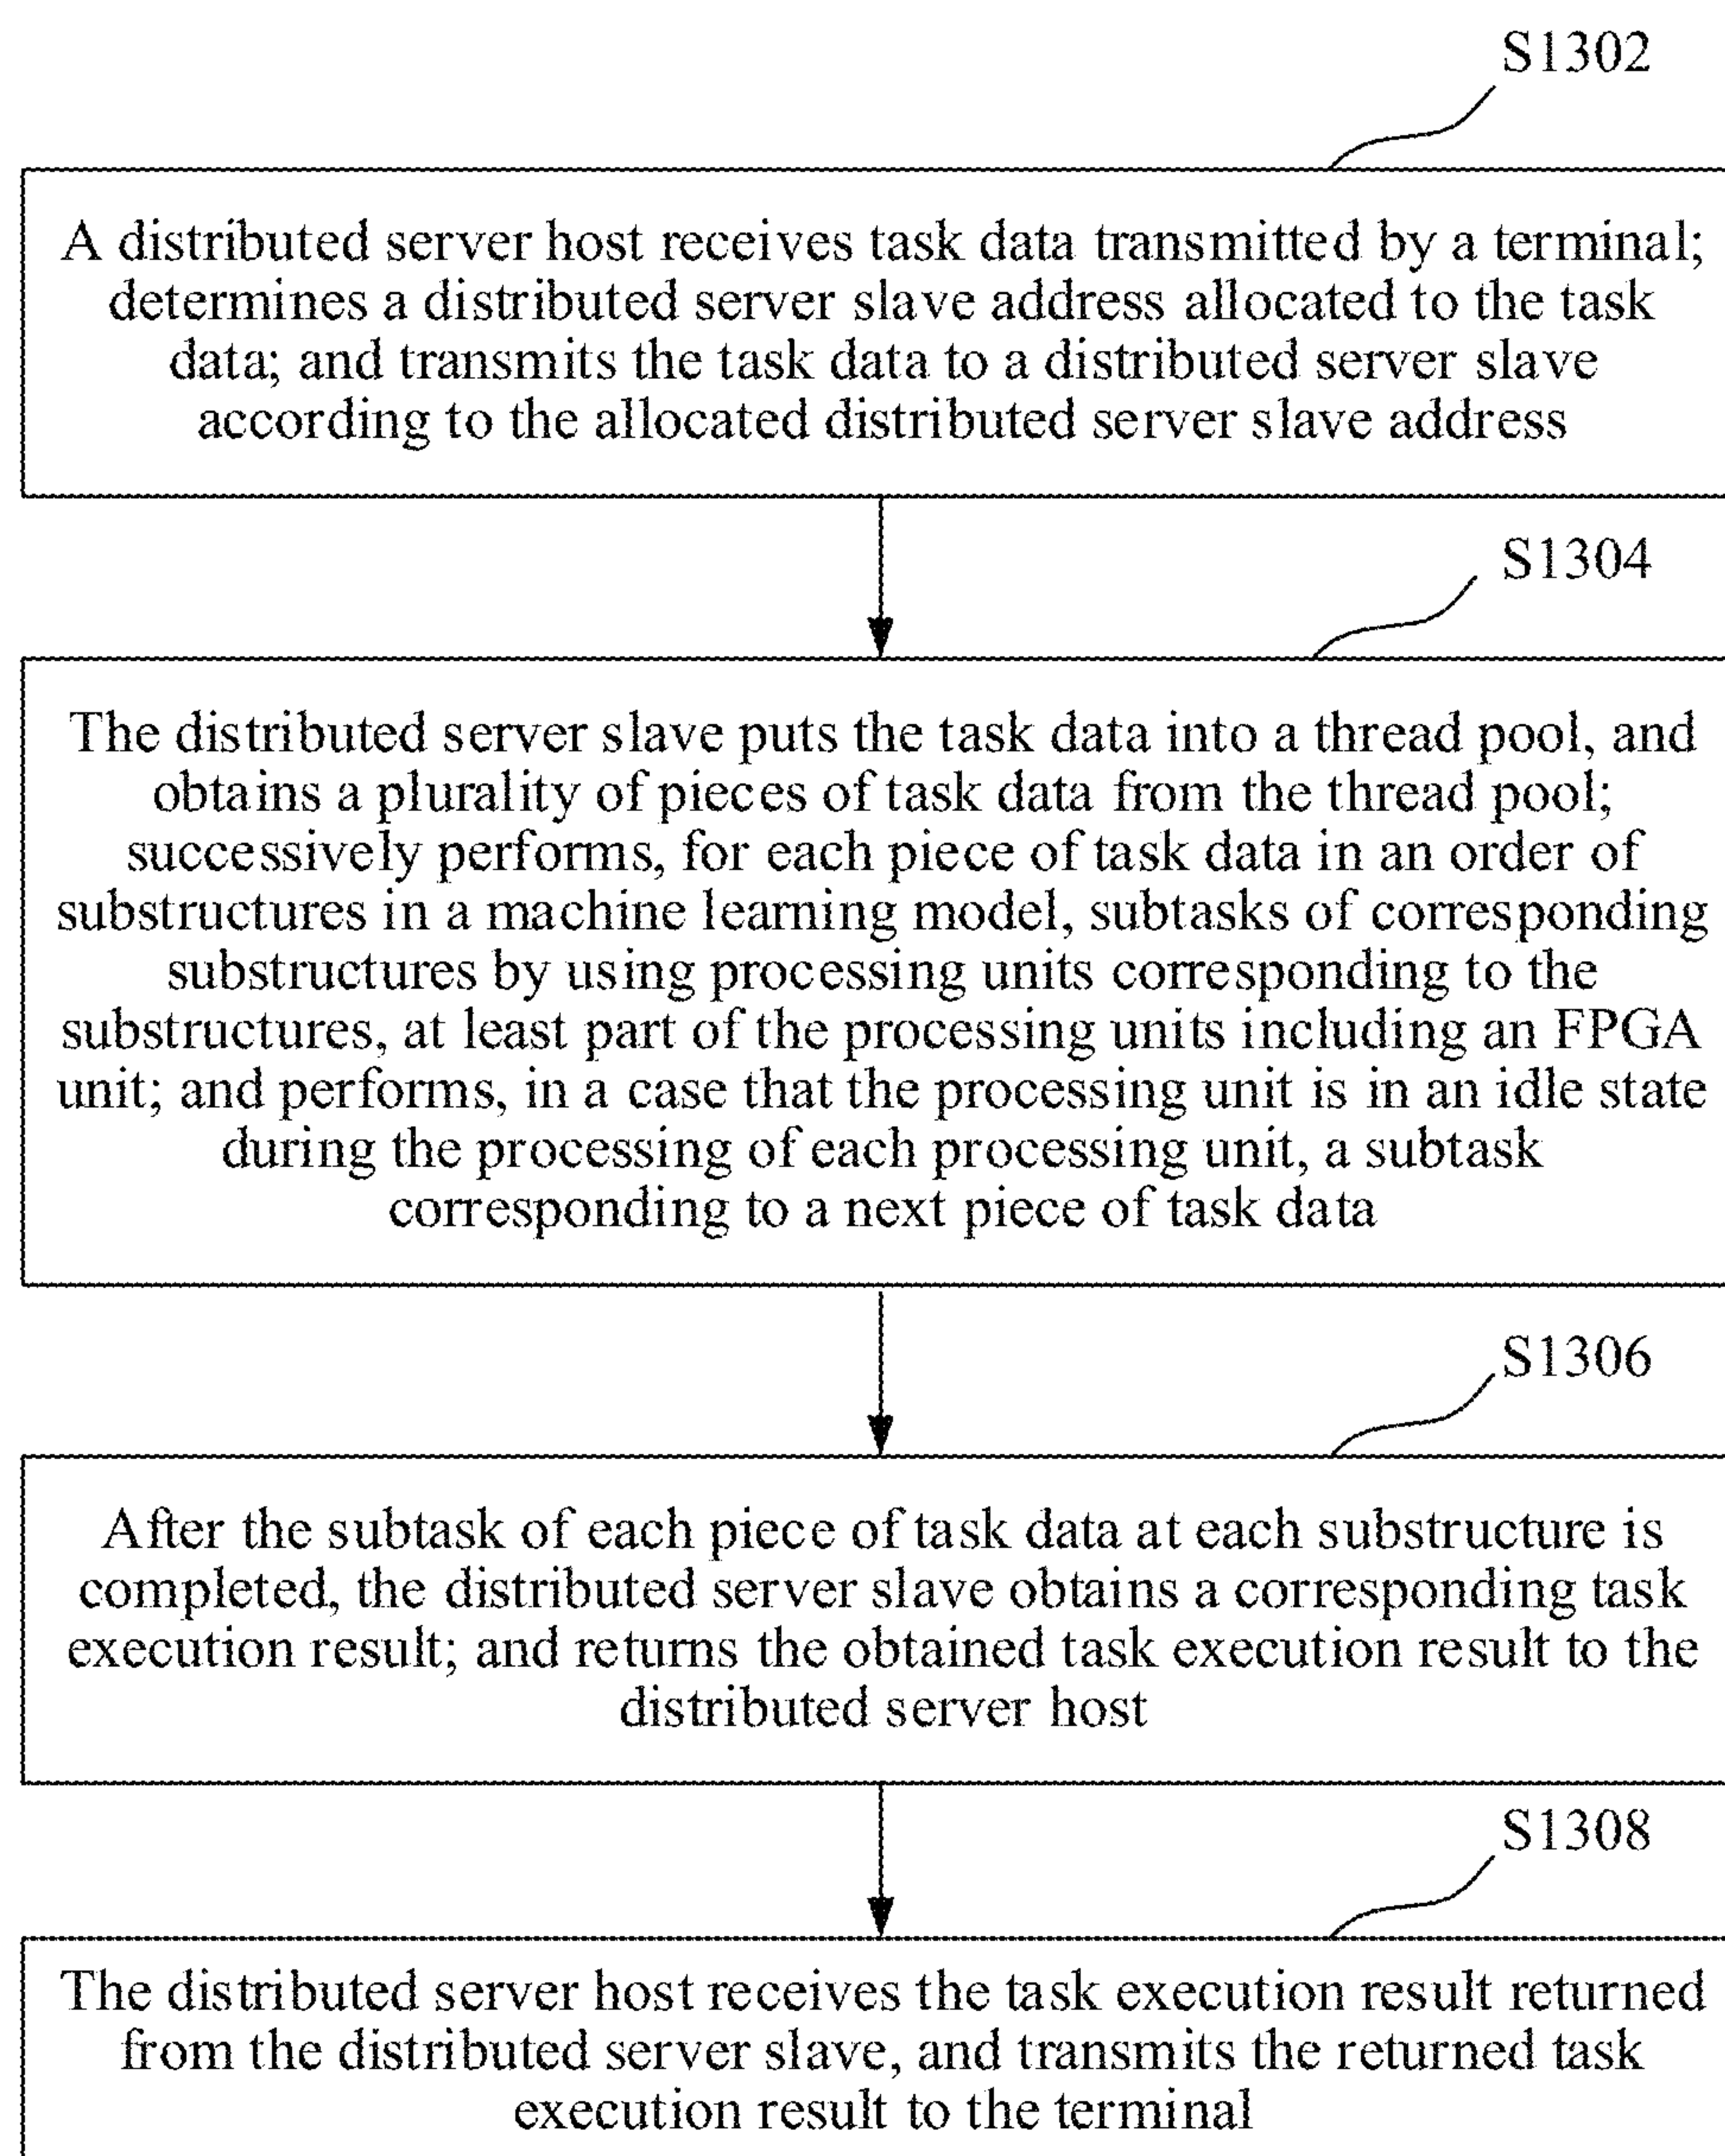 S1302
A distributed server host receives task data transmitted by a terminal;
determines a distributed server slave address allocated to the task
data; and transmits the task data to a distributed server slave
according to the allocated distributed server slave address
S1304
The distributed server slave puts the task data into a thread pool, and
obtains a plurality of pieces of task data from the thread pool;
successively performs, for each piece of task data in an order of
substructures in a machine learning model, subtasks of corresponding
substructures by using processing units corresponding to the
substructures, at least part of the processing units including an FPGA
unit; and performs, in a case that the processing unit is in an idle state
during the processing of each processing unit, a subtask
corresponding to a next piece of task data
S1306
After the subtask of each piece of task data at each substructure is
completed, the distributed server slave obtains a corresponding task
execution result; and returns the obtained task execution result to the
distributed server host
S1308
The distributed server host receives the task execution result returned
from the distributed server slave, and transmits the returned task
execution result to the terminal